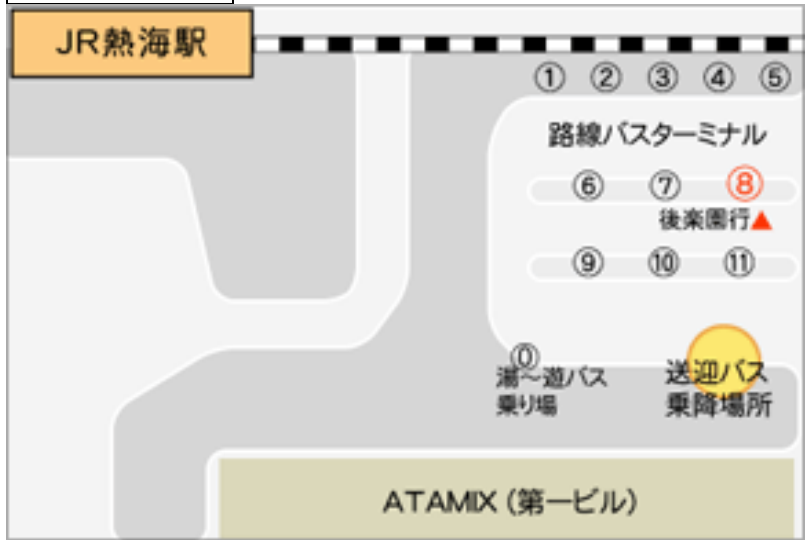 JR熱海駅
① ② ③ ④ ⑤
路線バスターミナル
⑥ ⑦ ⑧
後楽園行▲
⑨ ⑩ ⑪
⓪
湯～遊バス
乗り場
送迎バス
乗降場所
ATAMIX（第一ビル）